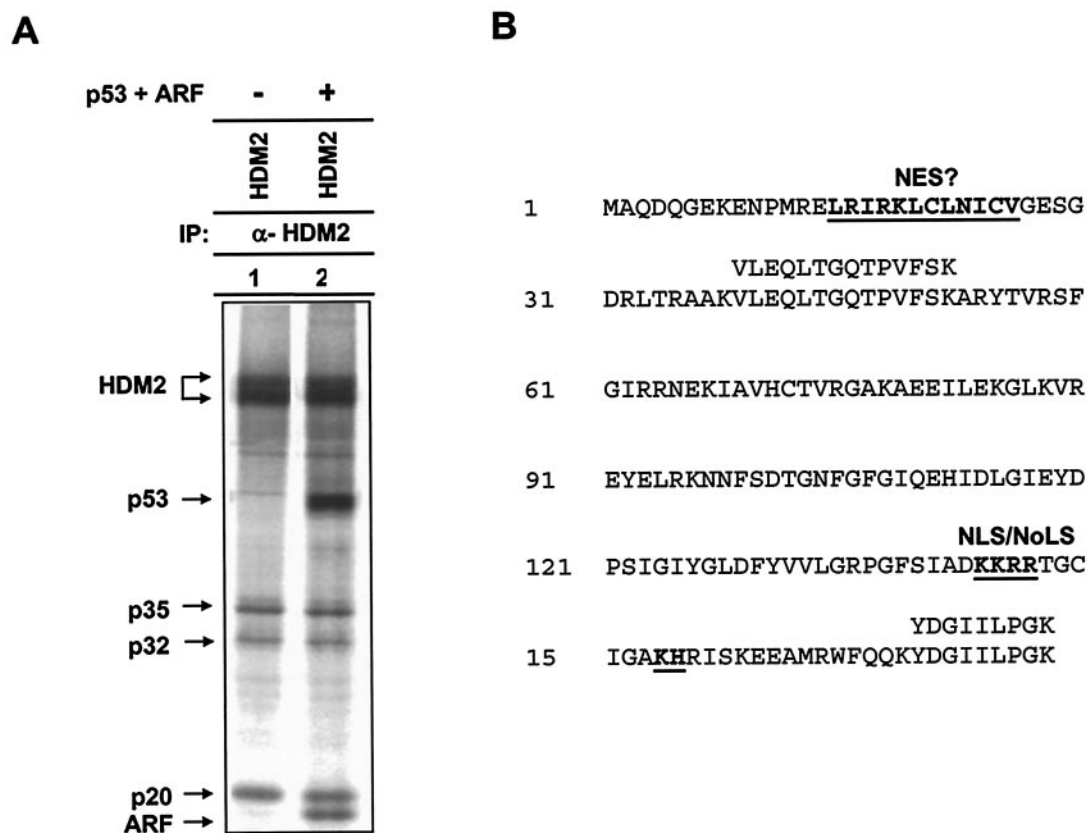 A
p53 + ARF - +
HDM2 HDM2
IP: α- HDM2
1 2
HDM2
p53
p35
p32
p20
ARF
B
NES?
1 MAQDQGEKENPMRELRIRKLCLNICVGESG
VLEQLTGQTPVFSK
31 DRLTRAAKVLEQLTGQTPVFSKARYTVRSF
61 GIRRNEKIAVHCTVRGAKAEEILEKGLKVR
91 EYELRKNNFSDTGNFGFGIQEHIDLGIEYD
NLS/NoLS
121 PSIGIYGLDFYVVLGRPGFSIADKKRRTGC
YDGIILPGK
15 IGAKHRISKEEAMRWFQQKYDGIILPGK